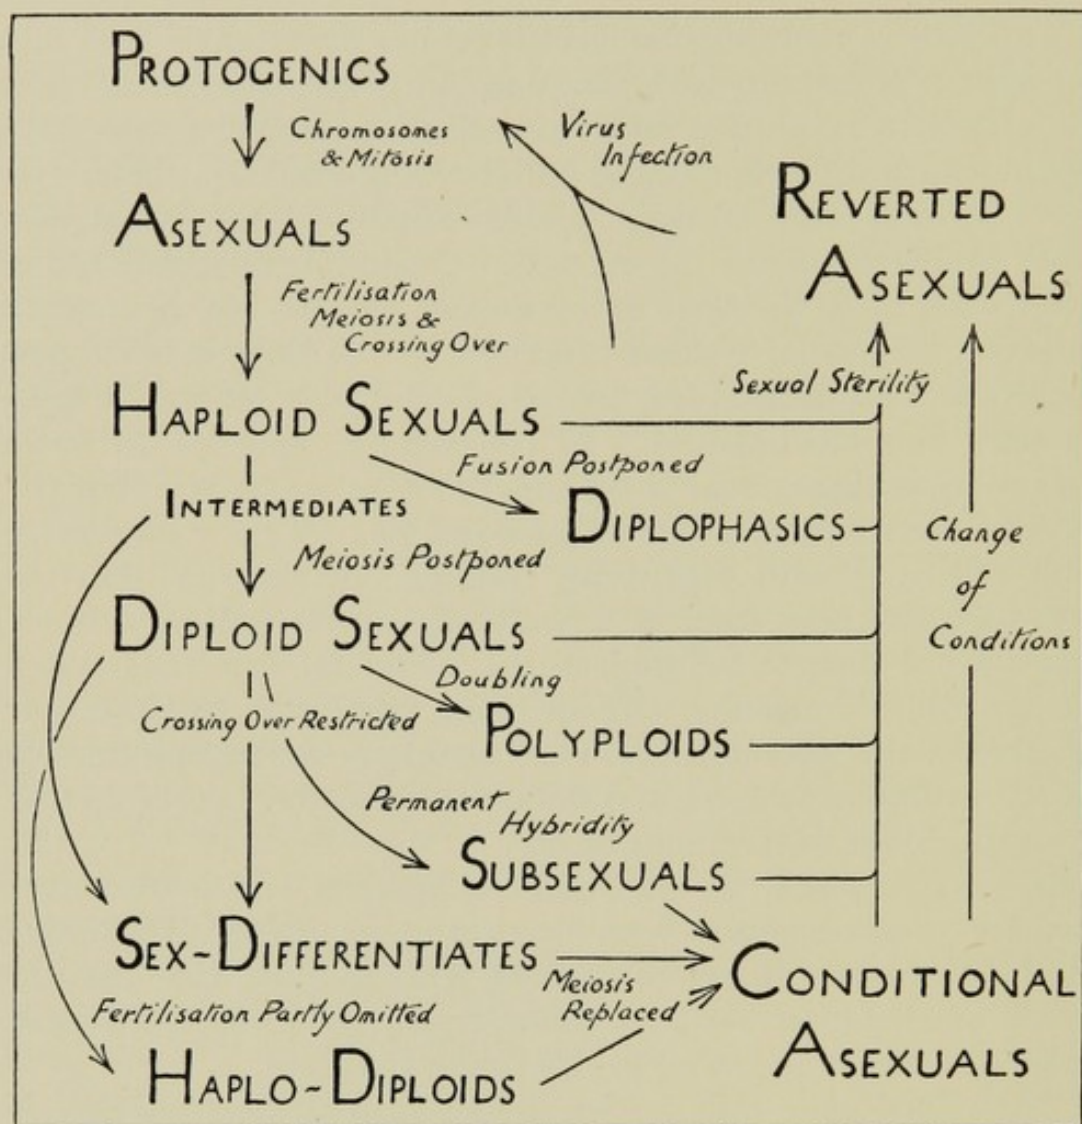 PROTOGENICS
Chromosomes
& Mitosis
Virus
Infection
ASEXUALS
REVERTED
ASEXUALS
Fertilisation
Meiosis &
Crossing Over
Sexual Sterility
HAPLOID SEXUALS
Fusion Postponed
INTERMEDIATES
DIPLOPHASICS
Change
of
Conditions
Meiosis Postponed
DIPLOID SEXUALS
Doubling
Crossing Over Restricted
POLYPLOIDS
Permanent
Hybridity
SUBSEXUALS
SEX-DIFFERENTIATES
Meiosis
Replaced
CONDITIONAL
ASEXUALS
Fertilisation Partly Omitted
HAPLO-DIPLOIDS